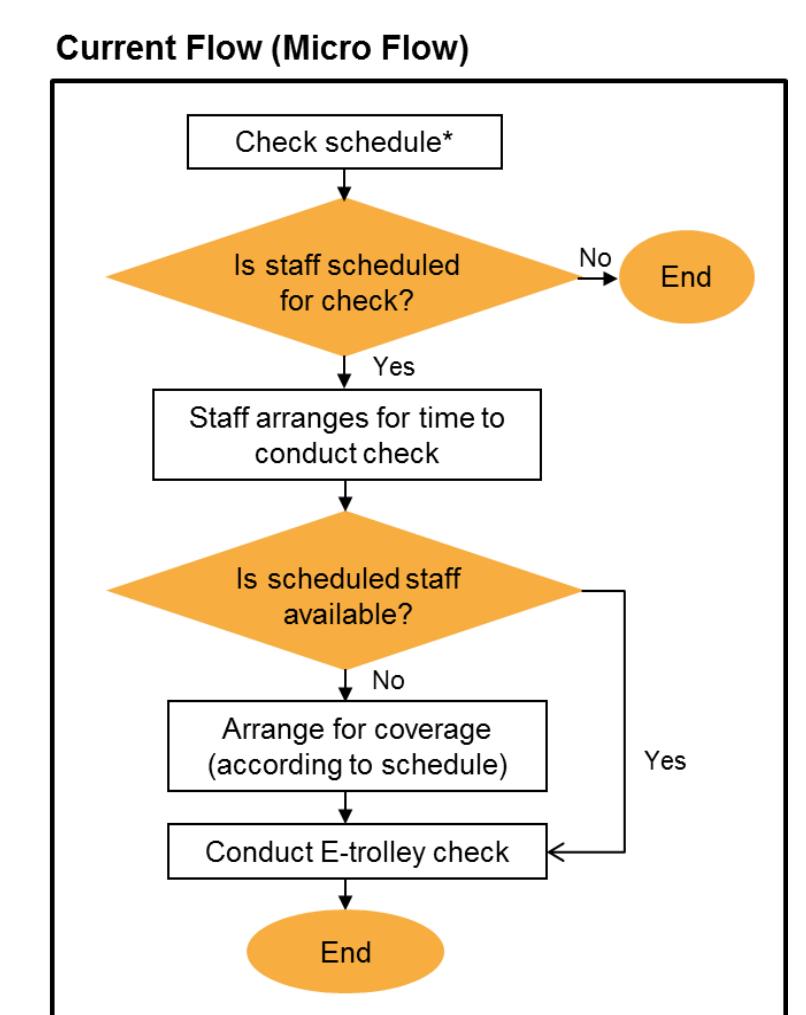 Current Flow (Micro Flow)
Check schedule*
Is staff scheduled
for check?
No
End
Yes
Staff arranges for time to
conduct check
Is scheduled staff
available?
No
Arrange for coverage
(according to schedule)
Yes
Conduct E-trolley check
End